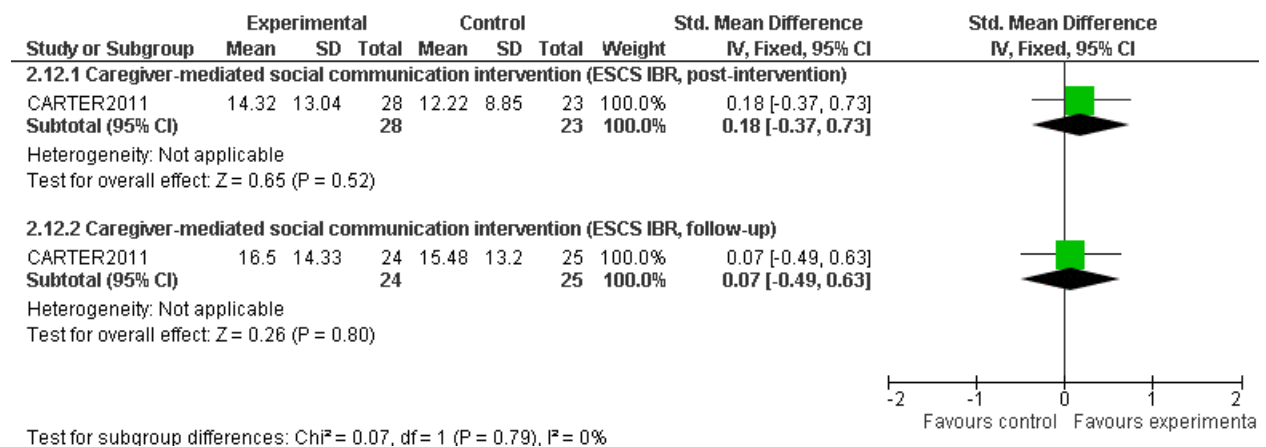 Experimental Control Std. Mean Difference Std. Mean Difference
Study or Subgroup Mean SD Total Mean SD Total Weight IV, Fixed, 95% CI IV, Fixed, 95% CI
2.12.1 Caregiver-mediated social communication intervention (ESCS IBR, post-intervention)
CARTER2011 14.32 13.04 28 12.22 8.85 23 100.0% 0.18 [-0.37, 0.73]
Subtotal (95% CI) 28 23 100.0% 0.18 [-0.37, 0.73]
Heterogeneity: Not applicable
Test for overall effect: Z = 0.65 (P = 0.52)
2.12.2 Caregiver-mediated social communication intervention (ESCS IBR, follow-up)
CARTER2011 16.5 14.33 24 15.48 13.2 25 100.0% 0.07 [-0.49, 0.63]
Subtotal (95% CI) 24 25 100.0% 0.07 [-0.49, 0.63]
Heterogeneity: Not applicable
Test for overall effect: Z = 0.26 (P = 0.80)
-2 -1 0 1 2
Favours control Favours experimenta
Test for subgroup differences: Chi² = 0.07, df = 1 (P = 0.79), I² = 0%